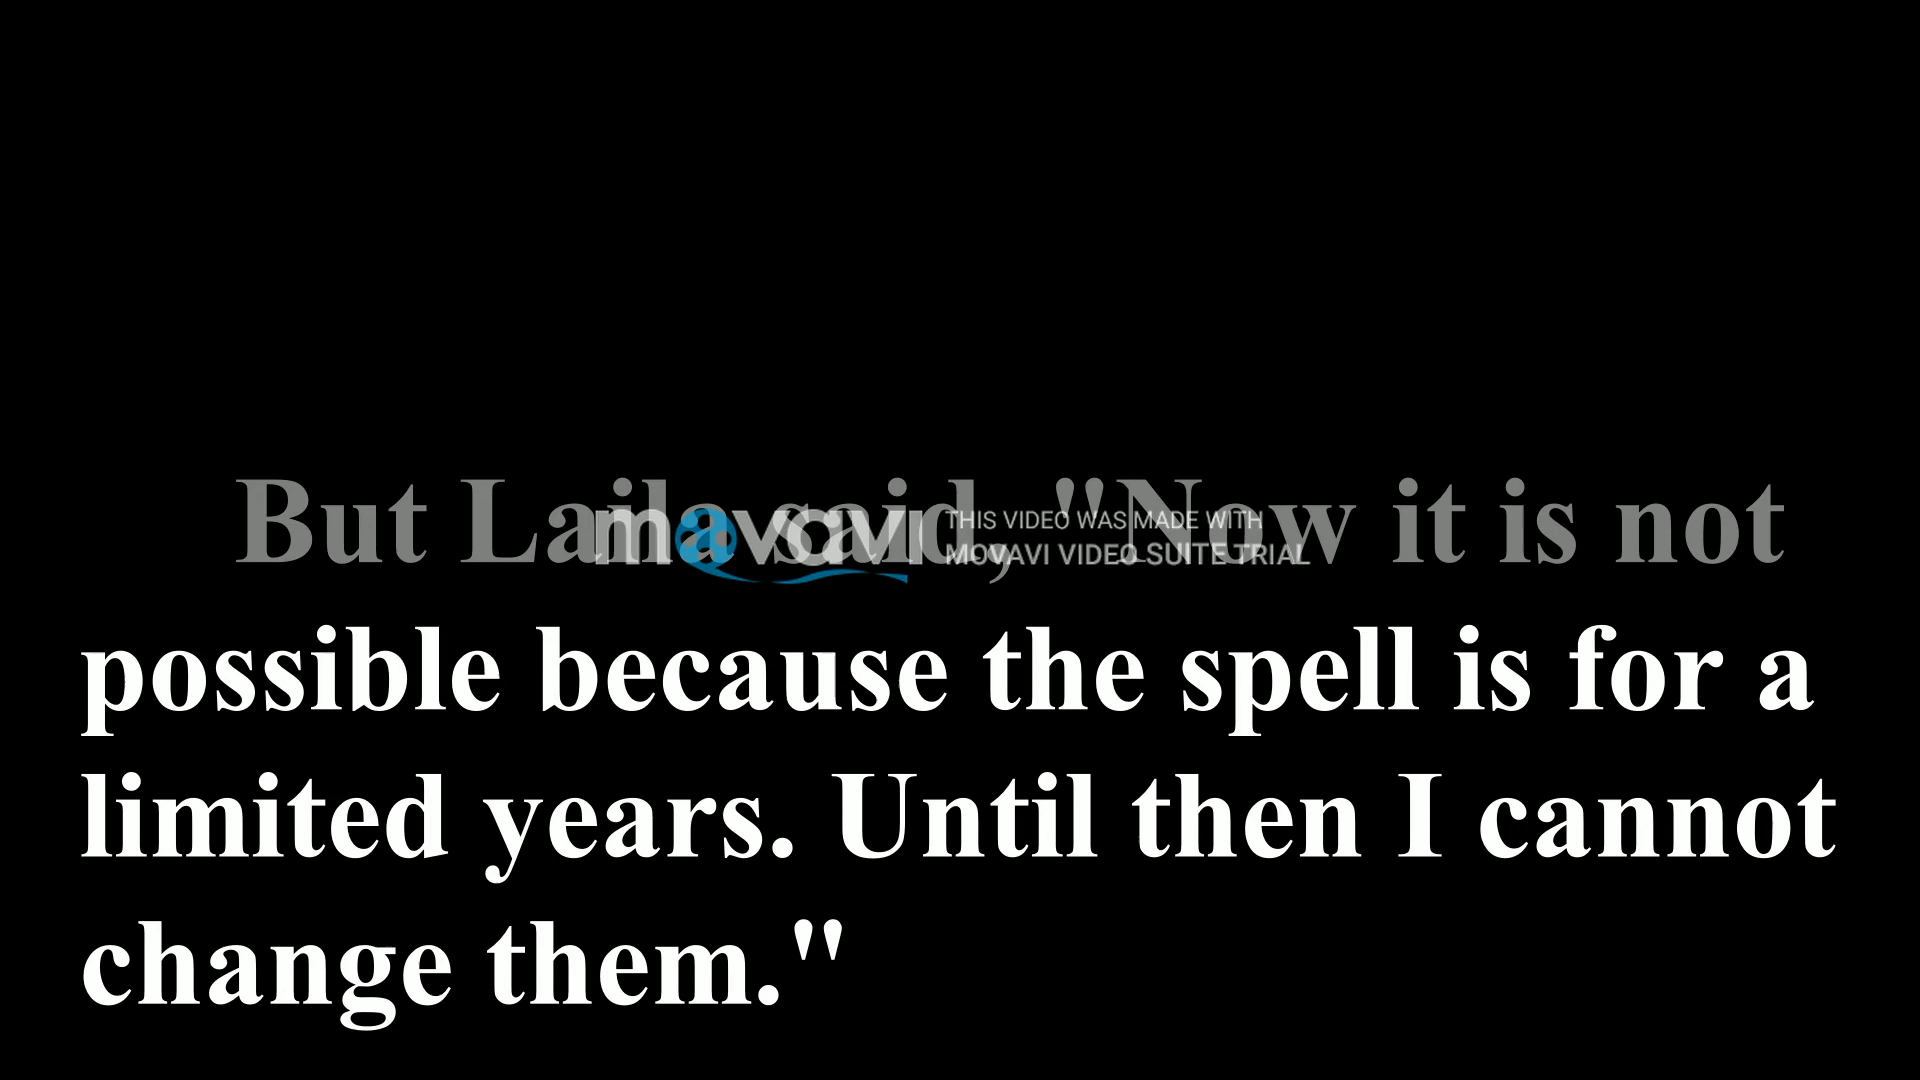 But Laila said, "Now it is not
movavi
THIS VIDEO WAS MADE WITH
MOVAVI VIDEO SUITE TRIAL
possible because the spell is for a
limited years. Until then I cannot
change them."